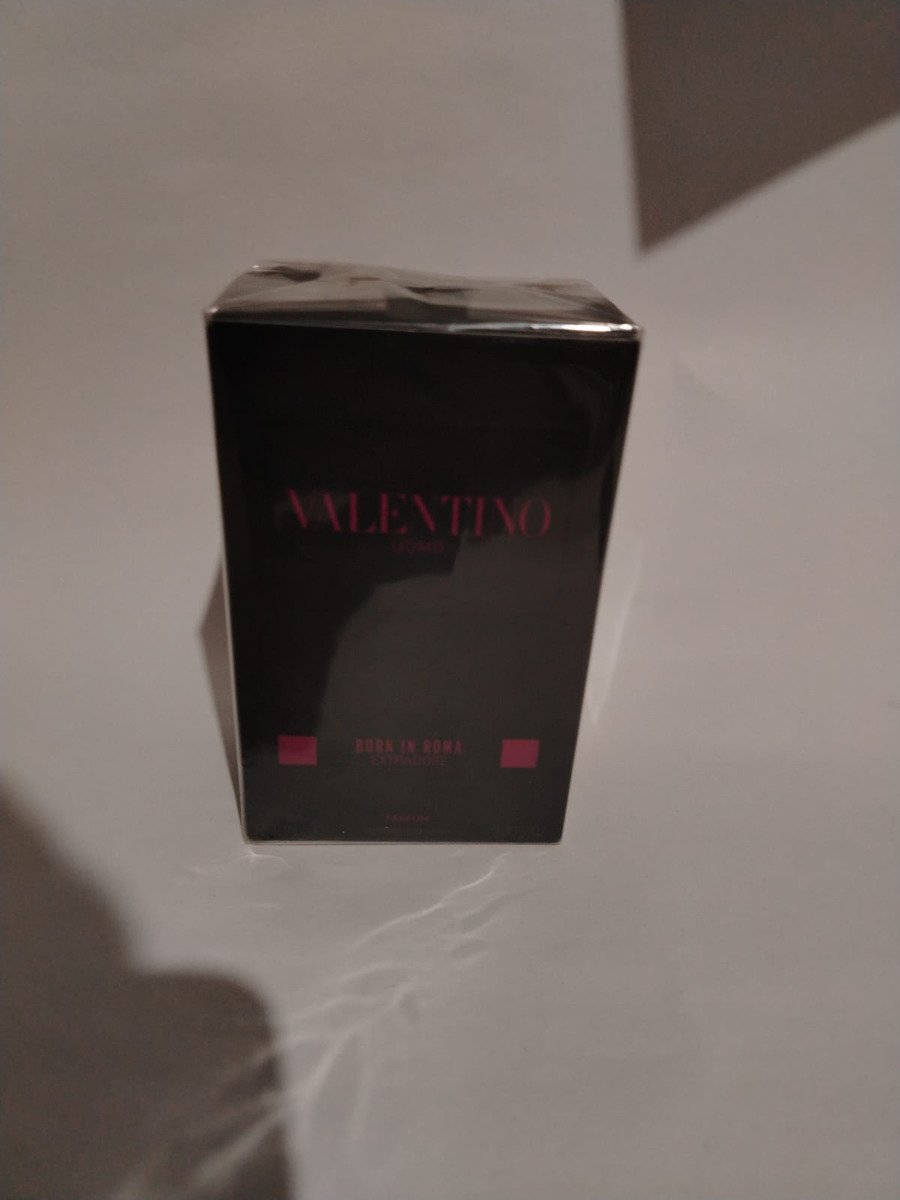 VALENTINO
UOMO
BORN IN ROMA
EXTRADOSE
PARFUM